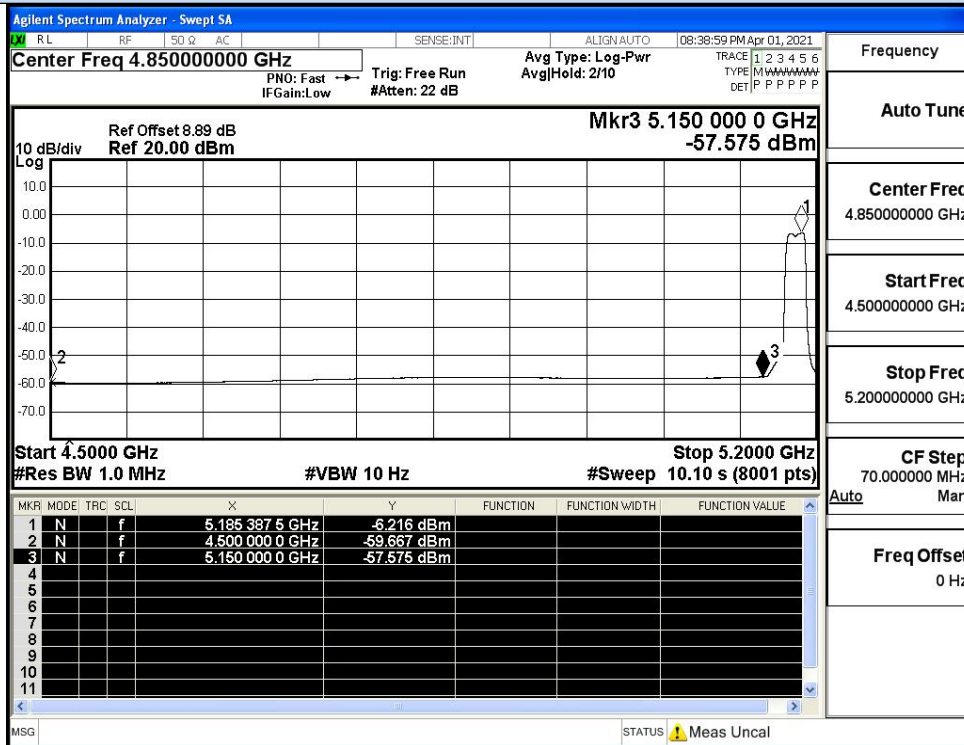 Agilent Spectrum Analyzer - Swept SA
LXI RL RF 50 Ω AC SENSE:INT ALIGNAUTO 08:38:59 PM Apr 01, 2021
Center Freq 4.850000000 GHz
PNO: Fast
IFGain:Low
Trig: Free Run
#Atten: 22 dB
Avg Type: Log-Pwr
Avg|Hold: 2/10
TRACE 1 2 3 4 5 6
TYPE M WWWWW
DET P P P P P P
Ref Offset 8.89 dB
10 dB/div Ref 20.00 dBm
Log
Mkr3 5.150 000 0 GHz
-57.575 dBm
10.0
0.00
-10.0
-20.0
-30.0
-40.0
-50.0
-60.0
-70.0
1
2
3
Start 4.5000 GHz Stop 5.2000 GHz
#Res BW 1.0 MHz #VBW 10 Hz #Sweep 10.10 s (8001 pts)
MKR MODE TRC SCL X Y FUNCTION FUNCTION WIDTH FUNCTION VALUE
1 N f 5.185 387 5 GHz -6.216 dBm
2 N f 4.500 000 0 GHz -59.667 dBm
3 N f 5.150 000 0 GHz -57.575 dBm
4
5
6
7
8
9
10
11
MSG STATUS Meas Uncal
Frequency
Auto Tune
Center Freq
4.850000000 GHz
Start Freq
4.500000000 GHz
Stop Freq
5.200000000 GHz
CF Step
70.000000 MHz
Auto Man
Freq Offset
0 Hz